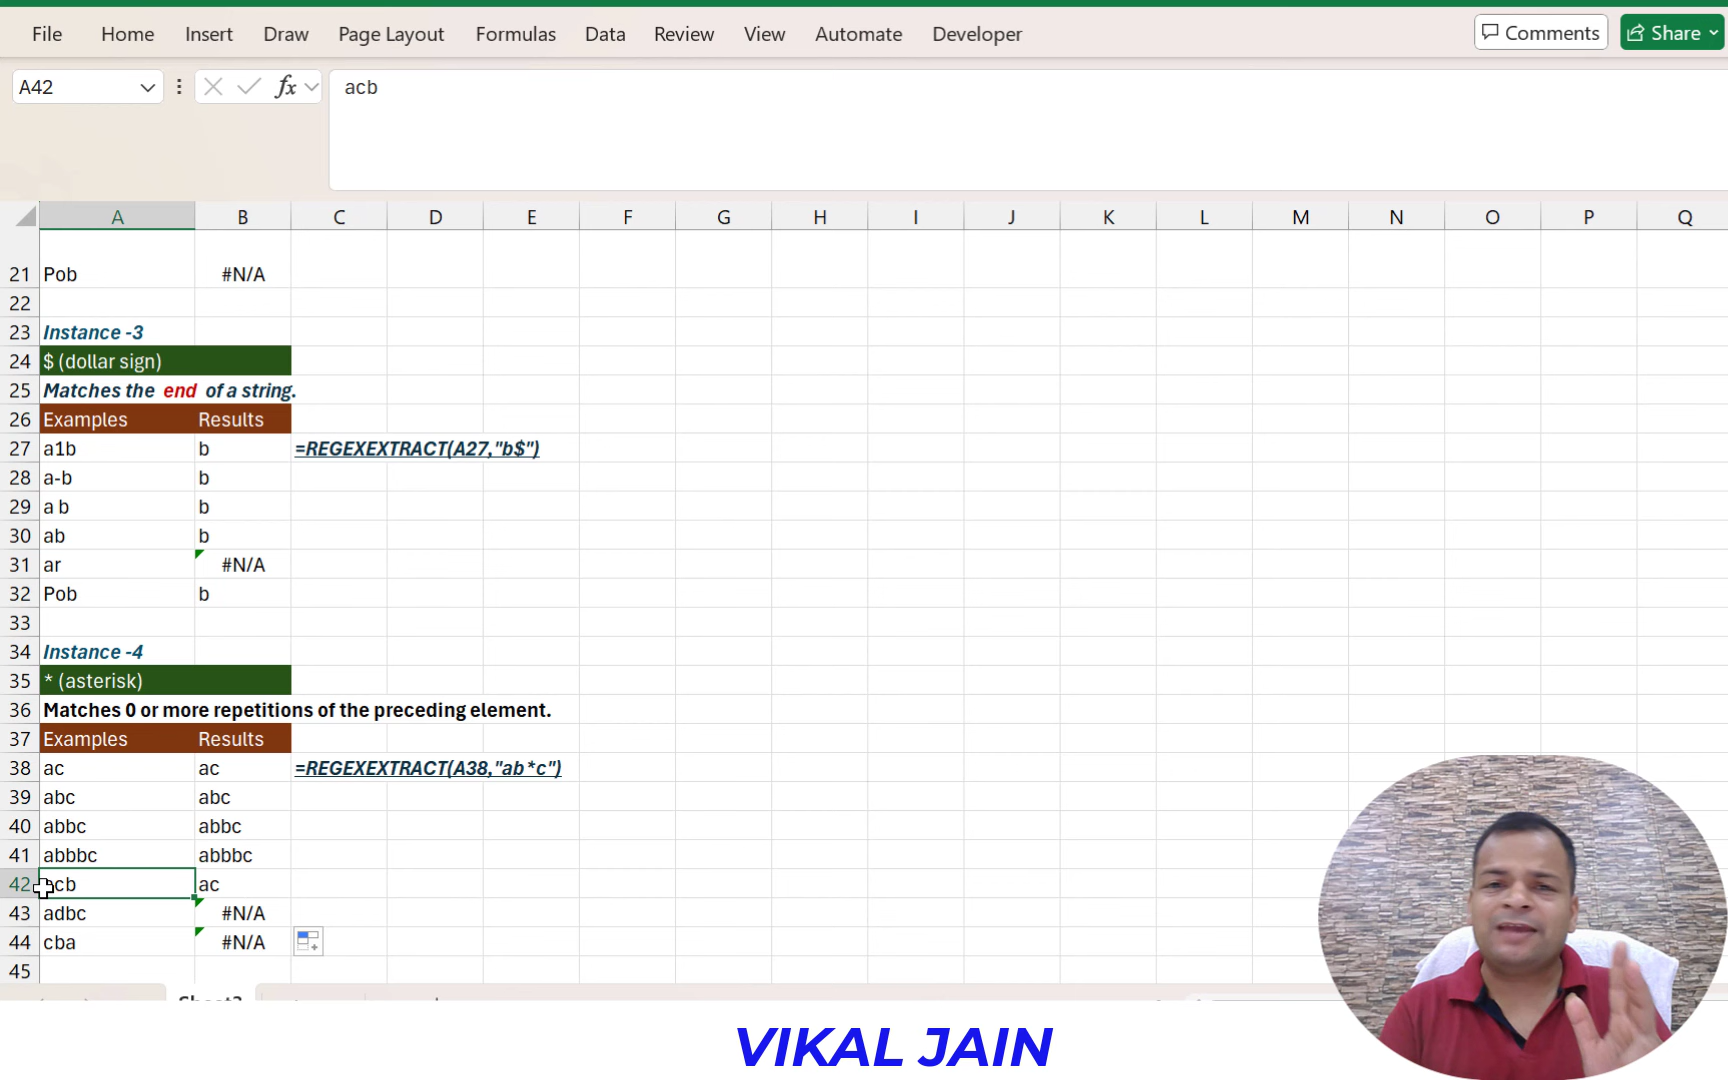 File Home Insert Draw Page Layout Formulas Data Review View Automate Developer Comments Share
A42 fx acb
A B C D E F G H I J K L M N O P Q
21 Pob #N/A
22
23 Instance -3
24 $ (dollar sign)
25 Matches the end of a string.
26 Examples Results
27 a1b b =REGEXEXTRACT(A27,"b$")
28 a-b b
29 a b b
30 ab b
31 ar #N/A
32 Pob b
33
34 Instance -4
35 * (asterisk)
36 Matches 0 or more repetitions of the preceding element.
37 Examples Results
38 ac ac =REGEXEXTRACT(A38,"ab*c")
39 abc abc
40 abbc abbc
41 abbbc abbbc
42 acb ac
43 adbc #N/A
44 cba #N/A
45
VIKAL JAIN